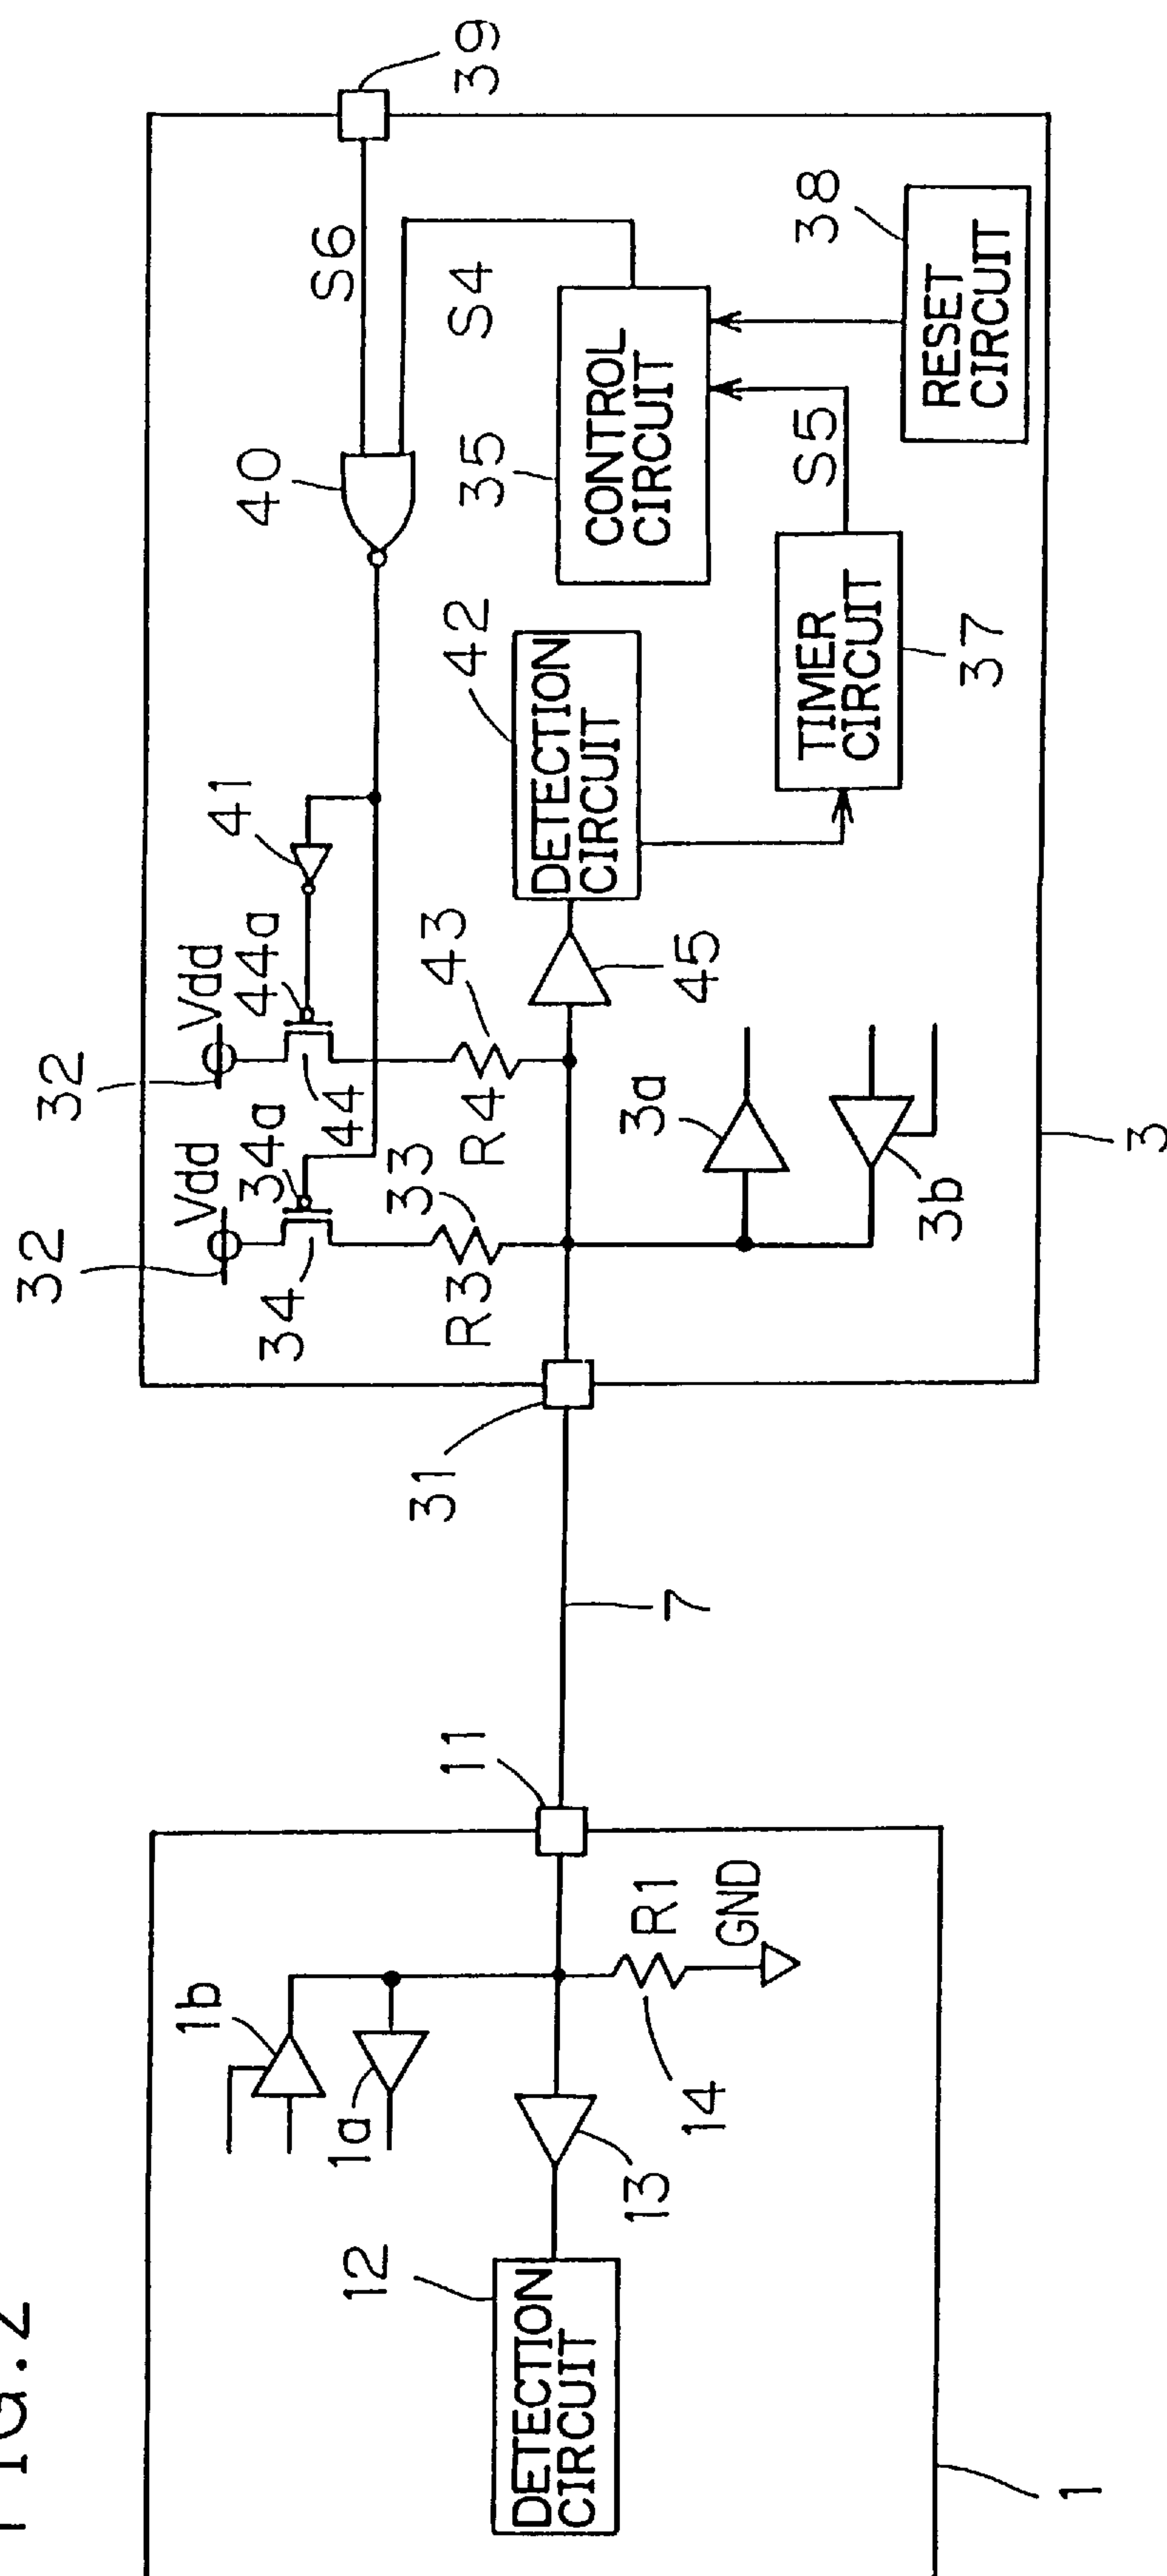 FIG.2
1
DETECTION
CIRCUIT
12
13
1a
1b
14
R1
GND
11
7
31
3
32
Vdd
34
34a
R3
33
32
Vdd
44
44a
R4
43
41
40
S6
39
S4
45
42
DETECTION
CIRCUIT
35
CONTROL
CIRCUIT
37
TIMER
CIRCUIT
S5
38
RESET
CIRCUIT
3a
3b